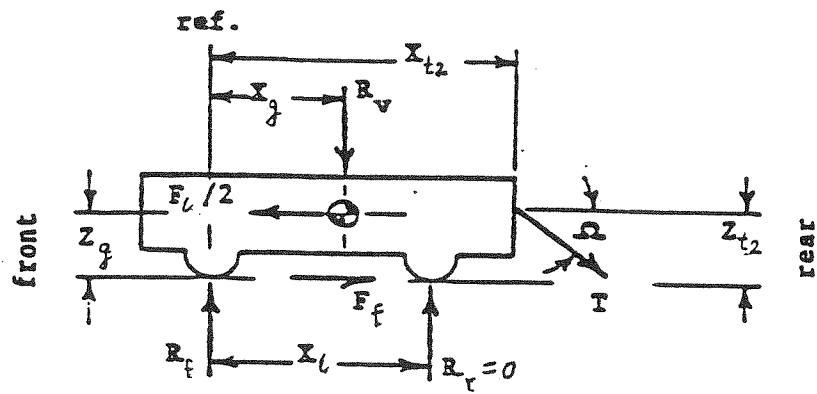 ref.
X_t2
X_g
R_v
F_l /2
Ω
Z_g
Z_t2
front
rear
F_f
T
R_f
X_l
R_r = 0